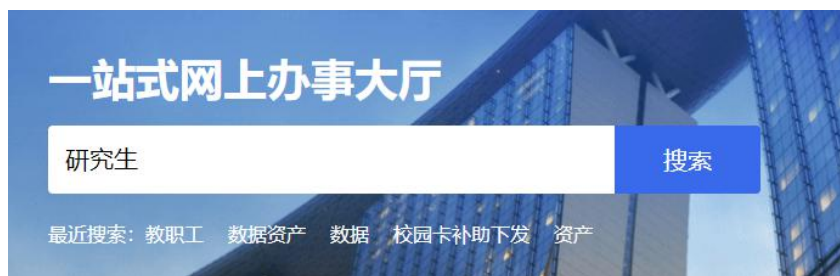 一站式网上办事大厅
研究生 搜索
最近搜索：教职工 数据资产 数据 校园卡补助下发 资产